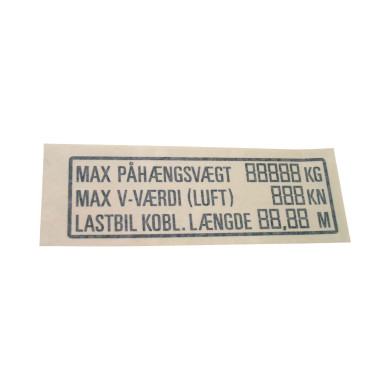 MAX PÅHÆNGSVÆGT 88888 KG
MAX V-VÆRDI (LUFT) 888 KN
LASTBIL KOBL. LÆNGDE 88,88 M